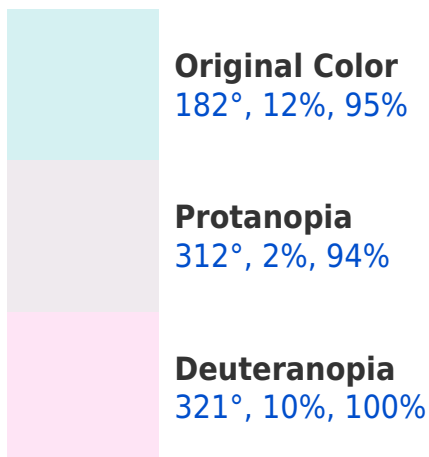 Original Color
182°, 12%, 95%
Protanopia
312°, 2%, 94%
Deuteranopia
321°, 10%, 100%